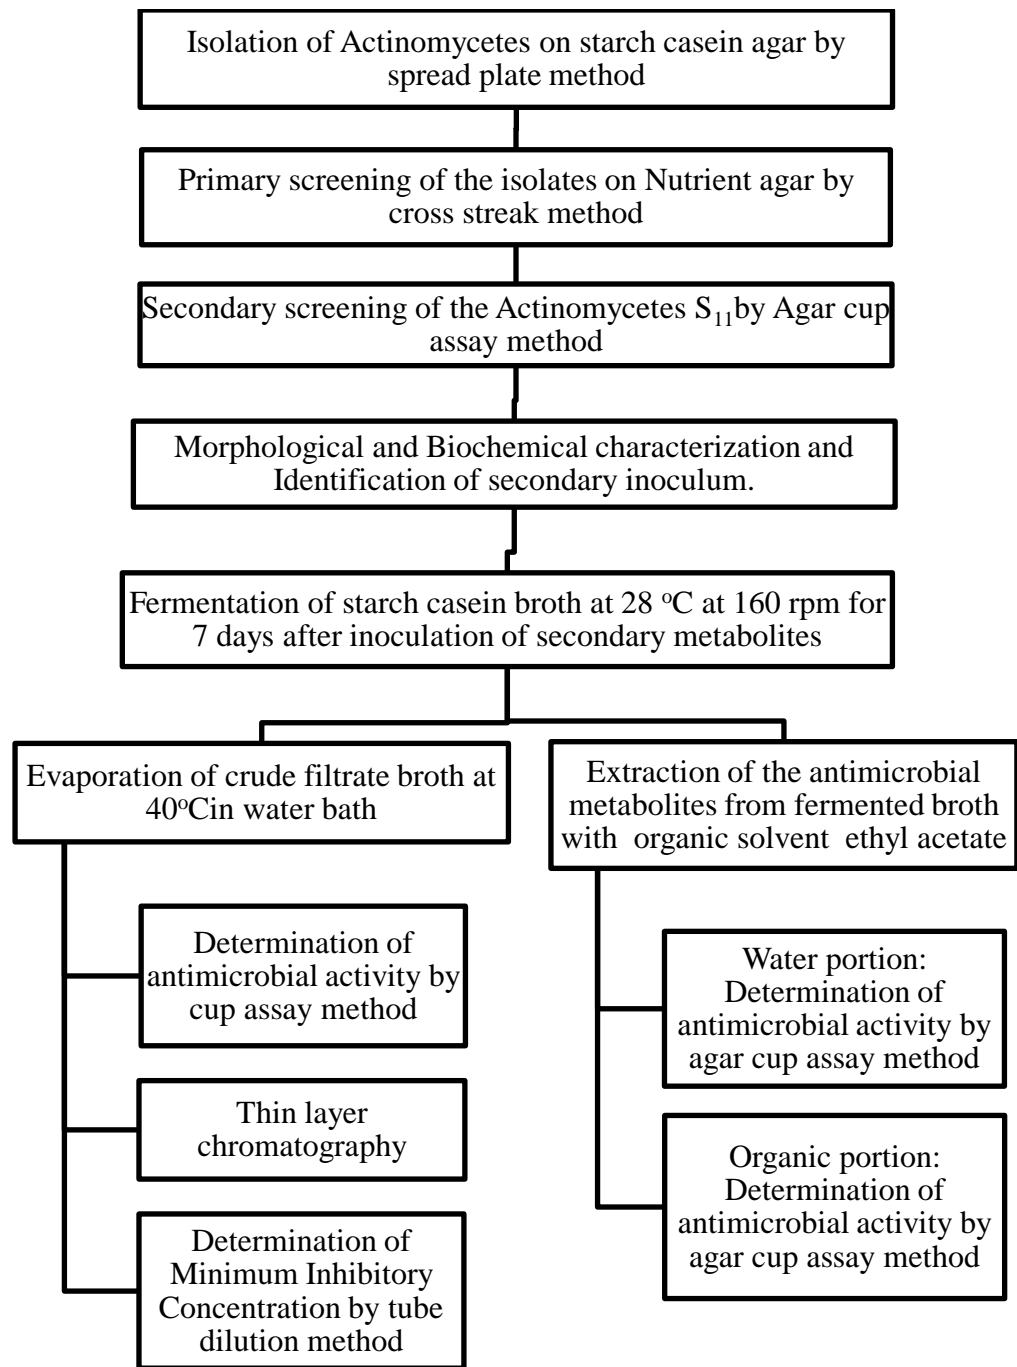 Isolation of Actinomycetes on starch casein agar by
spread plate method
Primary screening of the isolates on Nutrient agar by
cross streak method
Secondary screening of the Actinomycetes S₁₁by Agar cup
assay method
Morphological and Biochemical characterization and
Identification of secondary inoculum.
Fermentation of starch casein broth at 28 ºC at 160 rpm for
7 days after inoculation of secondary metabolites
Evaporation of crude filtrate broth at
40ºCin water bath
Determination of
antimicrobial activity by
cup assay method
Thin layer
chromatography
Determination of
Minimum Inhibitory
Concentration by tube
dilution method
Extraction of the antimicrobial
metabolites from fermented broth
with organic solvent ethyl acetate
Water portion:
Determination of
antimicrobial activity by
agar cup assay method
Organic portion:
Determination of
antimicrobial activity by
agar cup assay method